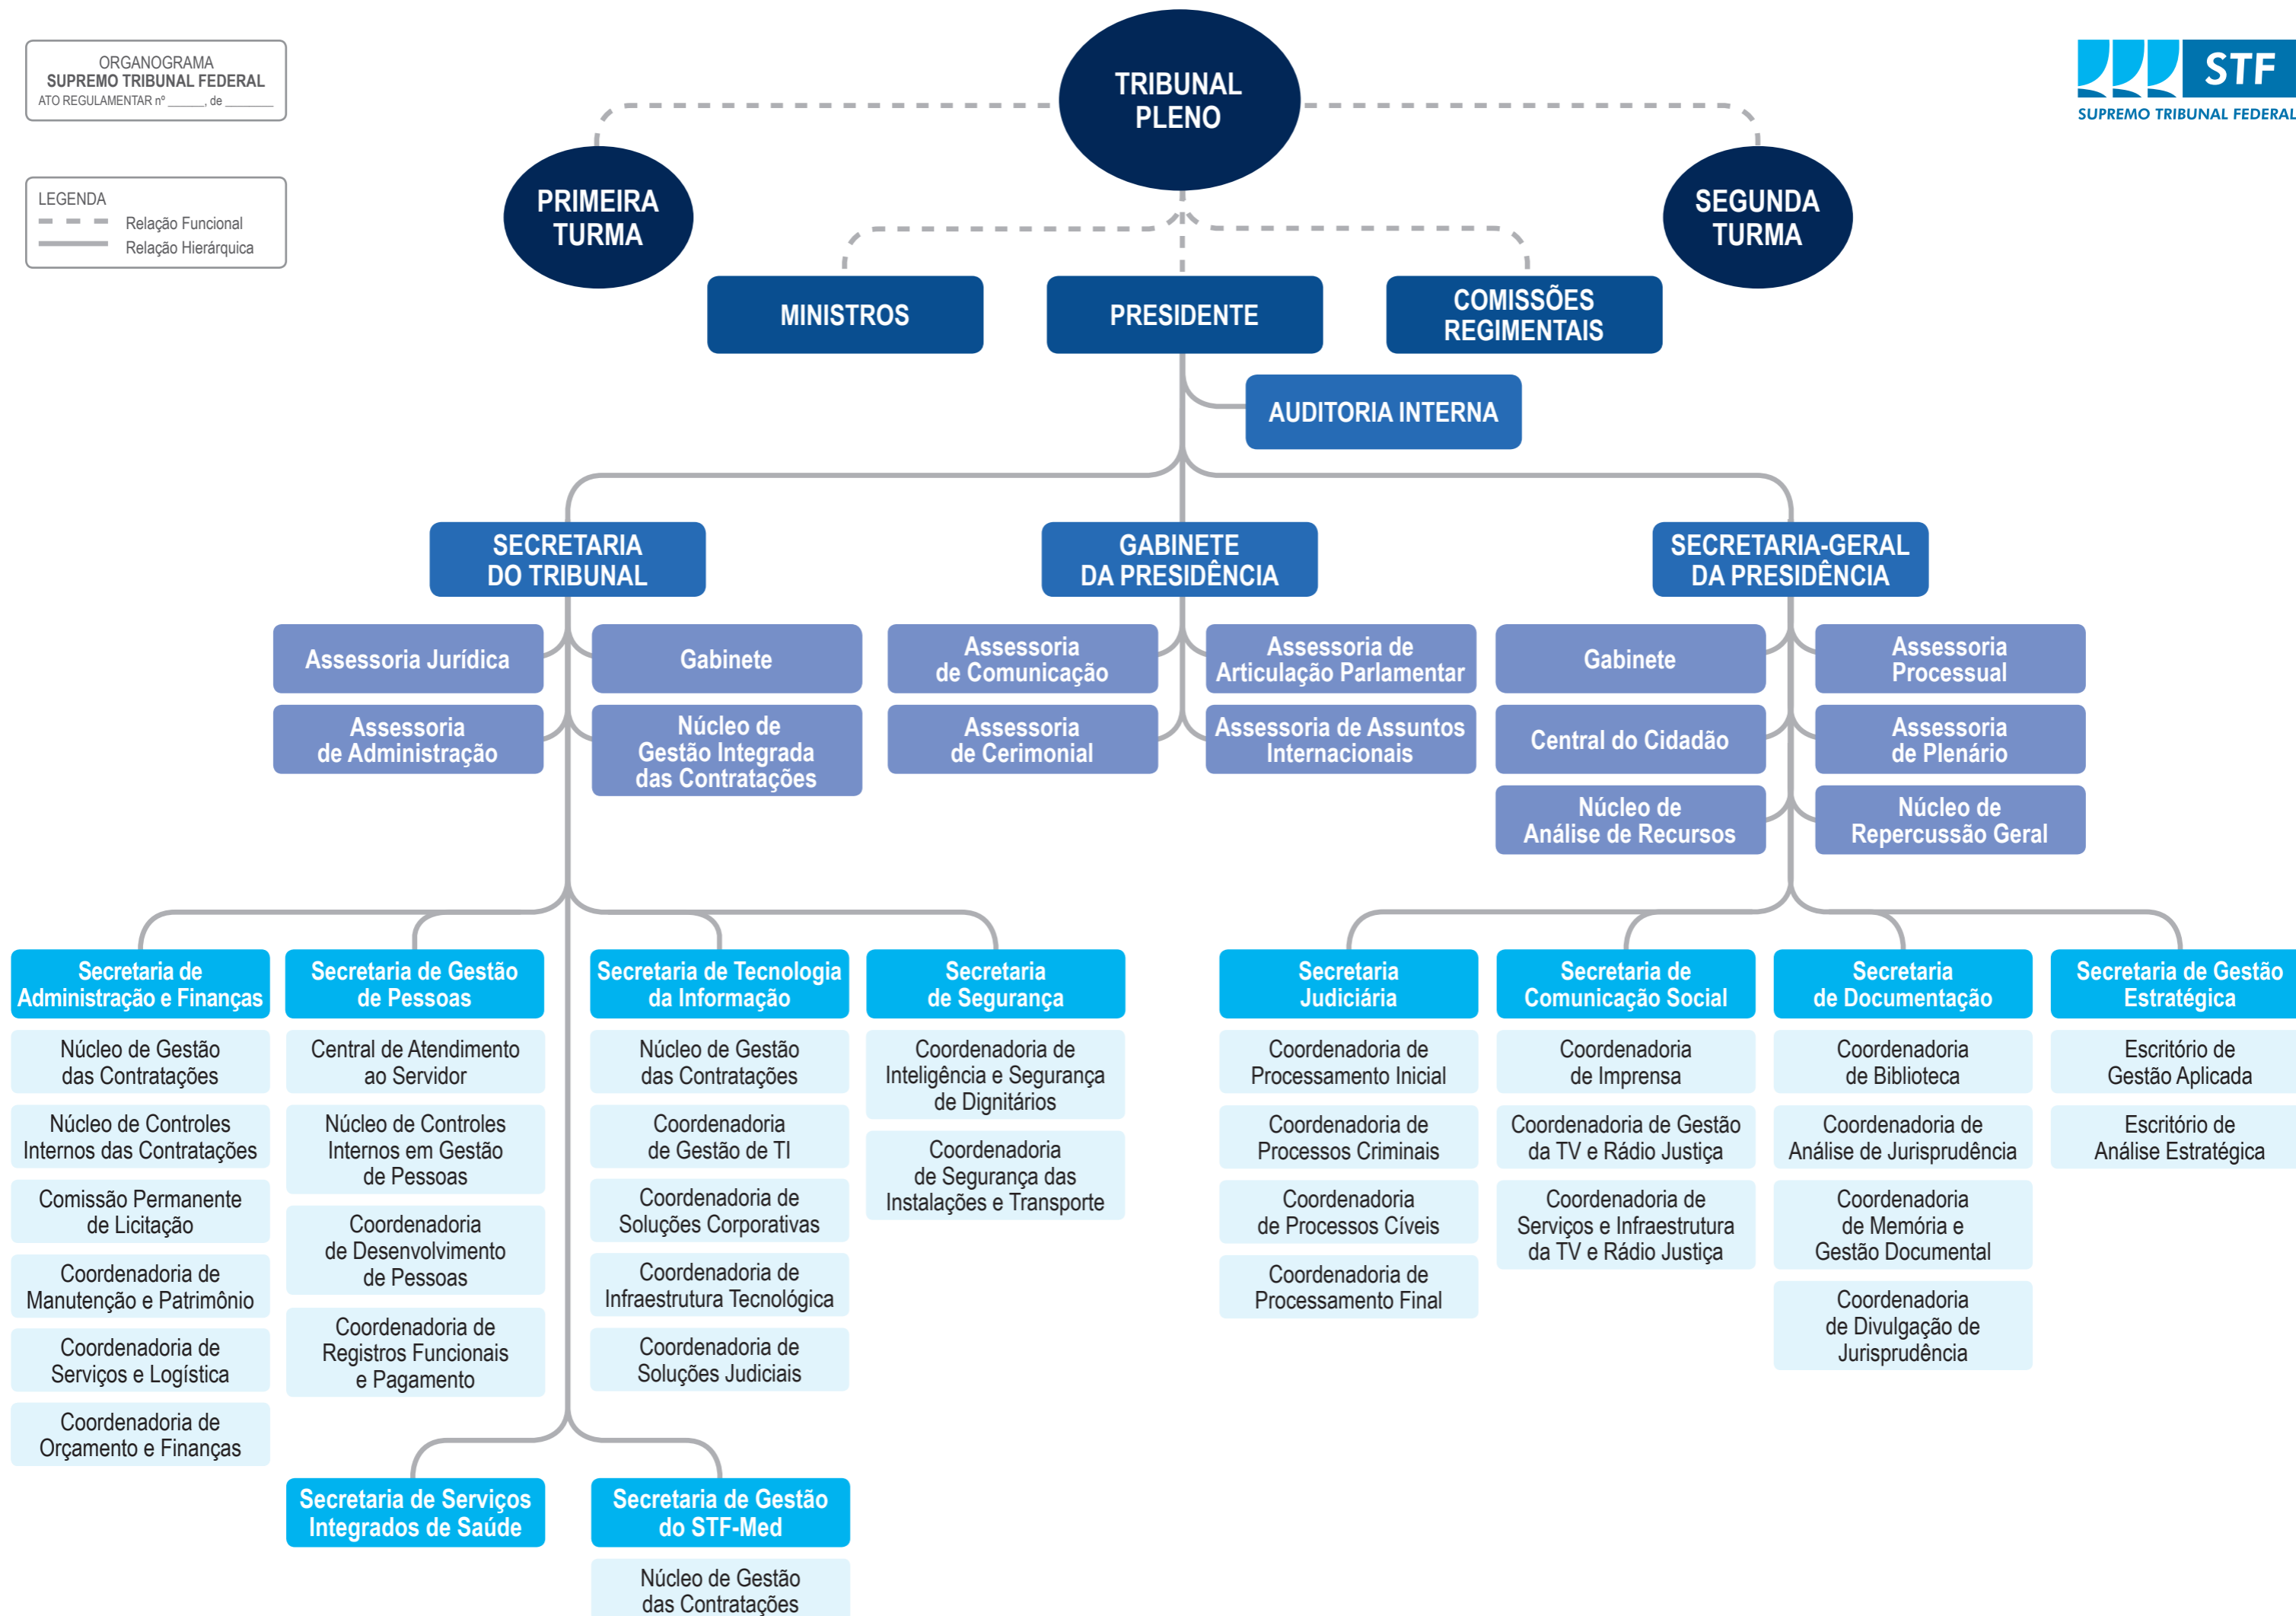 ORGANOGRAMA
SUPREMO TRIBUNAL FEDERAL
ATO REGULAMENTAR nº ______, de ________
LEGENDA
Relação Funcional
Relação Hierárquica
STF
SUPREMO TRIBUNAL FEDERAL
TRIBUNAL
PLENO
PRIMEIRA
TURMA
SEGUNDA
TURMA
MINISTROS
PRESIDENTE
COMISSÕES
REGIMENTAIS
AUDITORIA INTERNA
SECRETARIA
DO TRIBUNAL
GABINETE
DA PRESIDÊNCIA
SECRETARIA-GERAL
DA PRESIDÊNCIA
Assessoria Jurídica
Gabinete
Assessoria
de Administração
Núcleo de
Gestão Integrada
das Contratações
Assessoria
de Comunicação
Assessoria de
Articulação Parlamentar
Assessoria
de Cerimonial
Assessoria de Assuntos
Internacionais
Gabinete
Assessoria
Processual
Central do Cidadão
Assessoria
de Plenário
Núcleo de
Análise de Recursos
Núcleo de
Repercussão Geral
Secretaria de
Administração e Finanças
Núcleo de Gestão
das Contratações
Núcleo de Controles
Internos das Contratações
Comissão Permanente
de Licitação
Coordenadoria de
Manutenção e Patrimônio
Coordenadoria de
Serviços e Logística
Coordenadoria de
Orçamento e Finanças
Secretaria de Gestão
de Pessoas
Central de Atendimento
ao Servidor
Núcleo de Controles
Internos em Gestão
de Pessoas
Coordenadoria
de Desenvolvimento
de Pessoas
Coordenadoria de
Registros Funcionais
e Pagamento
Secretaria de Tecnologia
da Informação
Núcleo de Gestão
das Contratações
Coordenadoria
de Gestão de TI
Coordenadoria de
Soluções Corporativas
Coordenadoria de
Infraestrutura Tecnológica
Coordenadoria de
Soluções Judiciais
Secretaria
de Segurança
Coordenadoria de
Inteligência e Segurança
de Dignitários
Coordenadoria
de Segurança das
Instalações e Transporte
Secretaria
Judiciária
Coordenadoria de
Processamento Inicial
Coordenadoria de
Processos Criminais
Coordenadoria
de Processos Cíveis
Coordenadoria de
Processamento Final
Secretaria de
Comunicação Social
Coordenadoria
de Imprensa
Coordenadoria de Gestão
da TV e Rádio Justiça
Coordenadoria de
Serviços e Infraestrutura
da TV e Rádio Justiça
Secretaria
de Documentação
Coordenadoria
de Biblioteca
Coordenadoria de
Análise de Jurisprudência
Coordenadoria
de Memória e
Gestão Documental
Coordenadoria
de Divulgação de
Jurisprudência
Secretaria de Gestão
Estratégica
Escritório de
Gestão Aplicada
Escritório de
Análise Estratégica
Secretaria de Serviços
Integrados de Saúde
Secretaria de Gestão
do STF-Med
Núcleo de Gestão
das Contratações